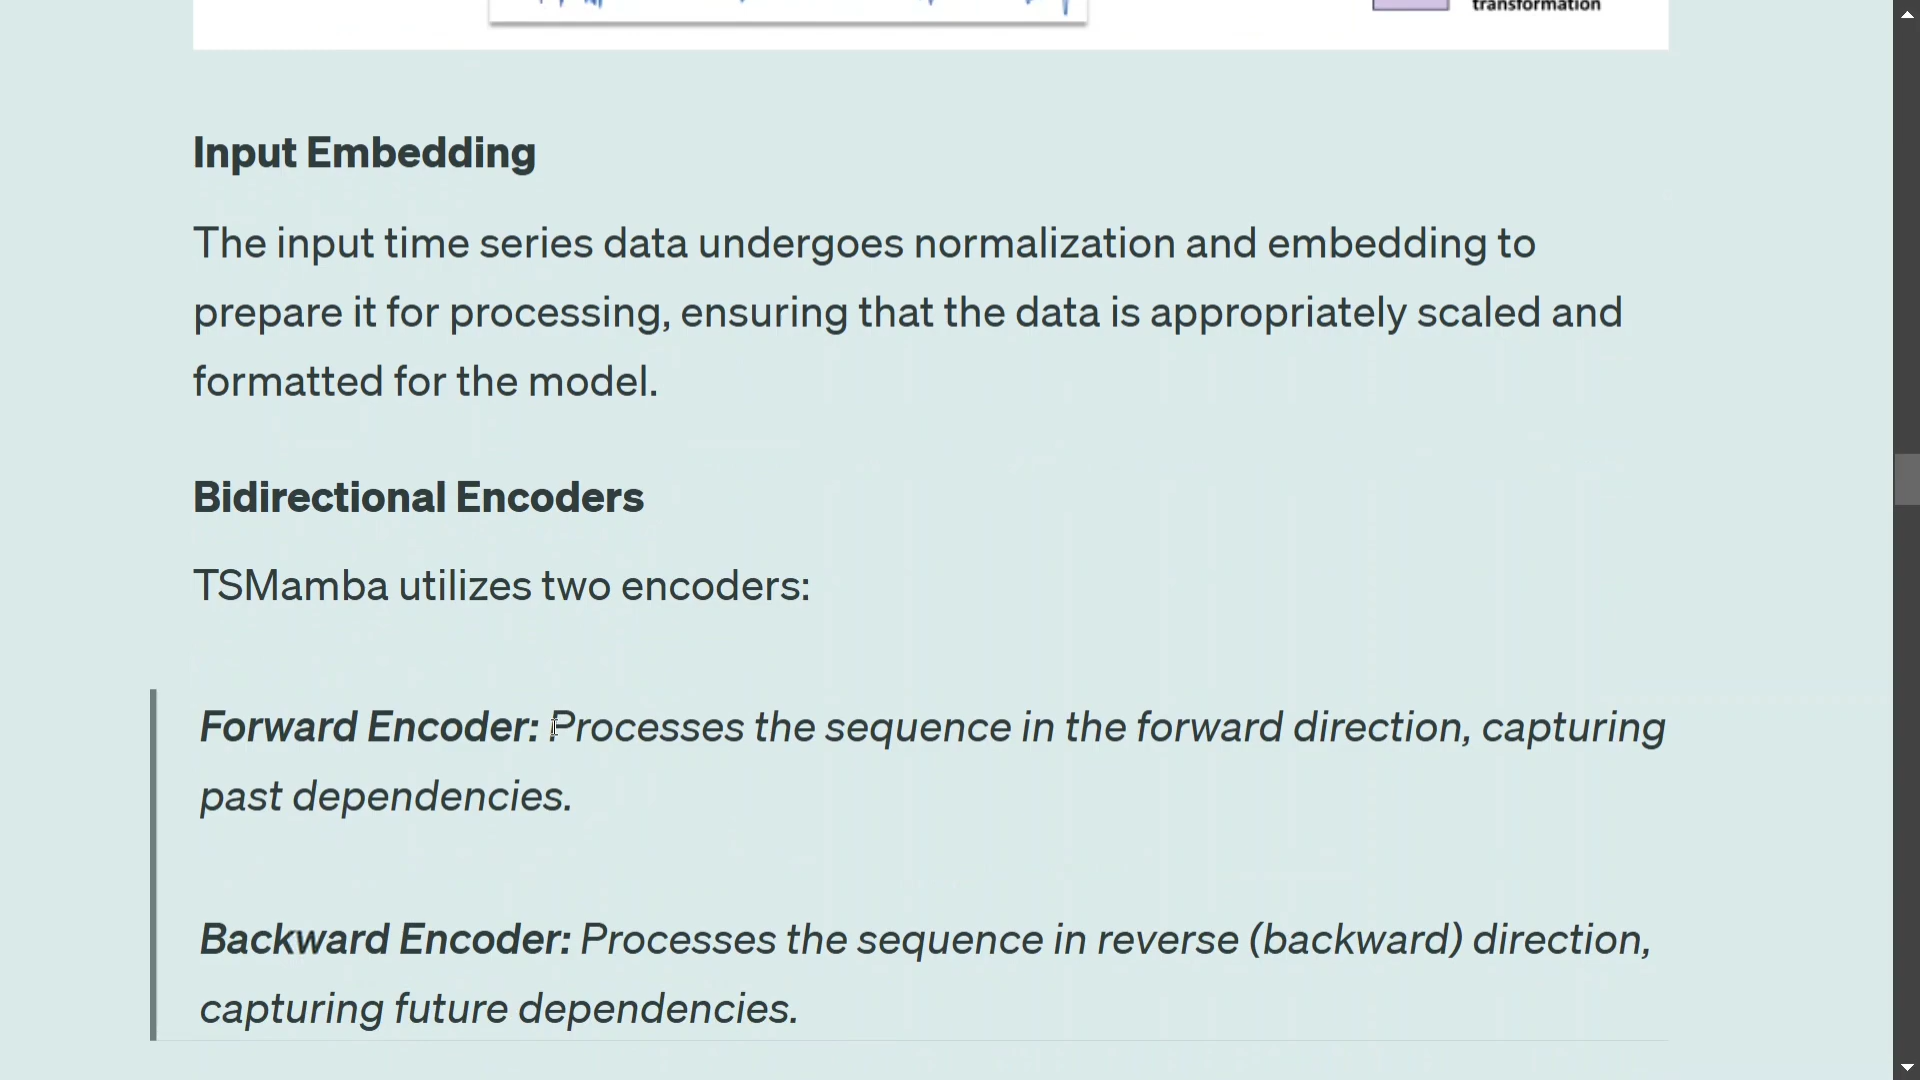 transformation
Input Embedding
The input time series data undergoes normalization and embedding to
prepare it for processing, ensuring that the data is appropriately scaled and
formatted for the model.
Bidirectional Encoders
TSMamba utilizes two encoders:
Forward Encoder: Processes the sequence in the forward direction, capturing
past dependencies.
Backward Encoder: Processes the sequence in reverse (backward) direction,
capturing future dependencies.